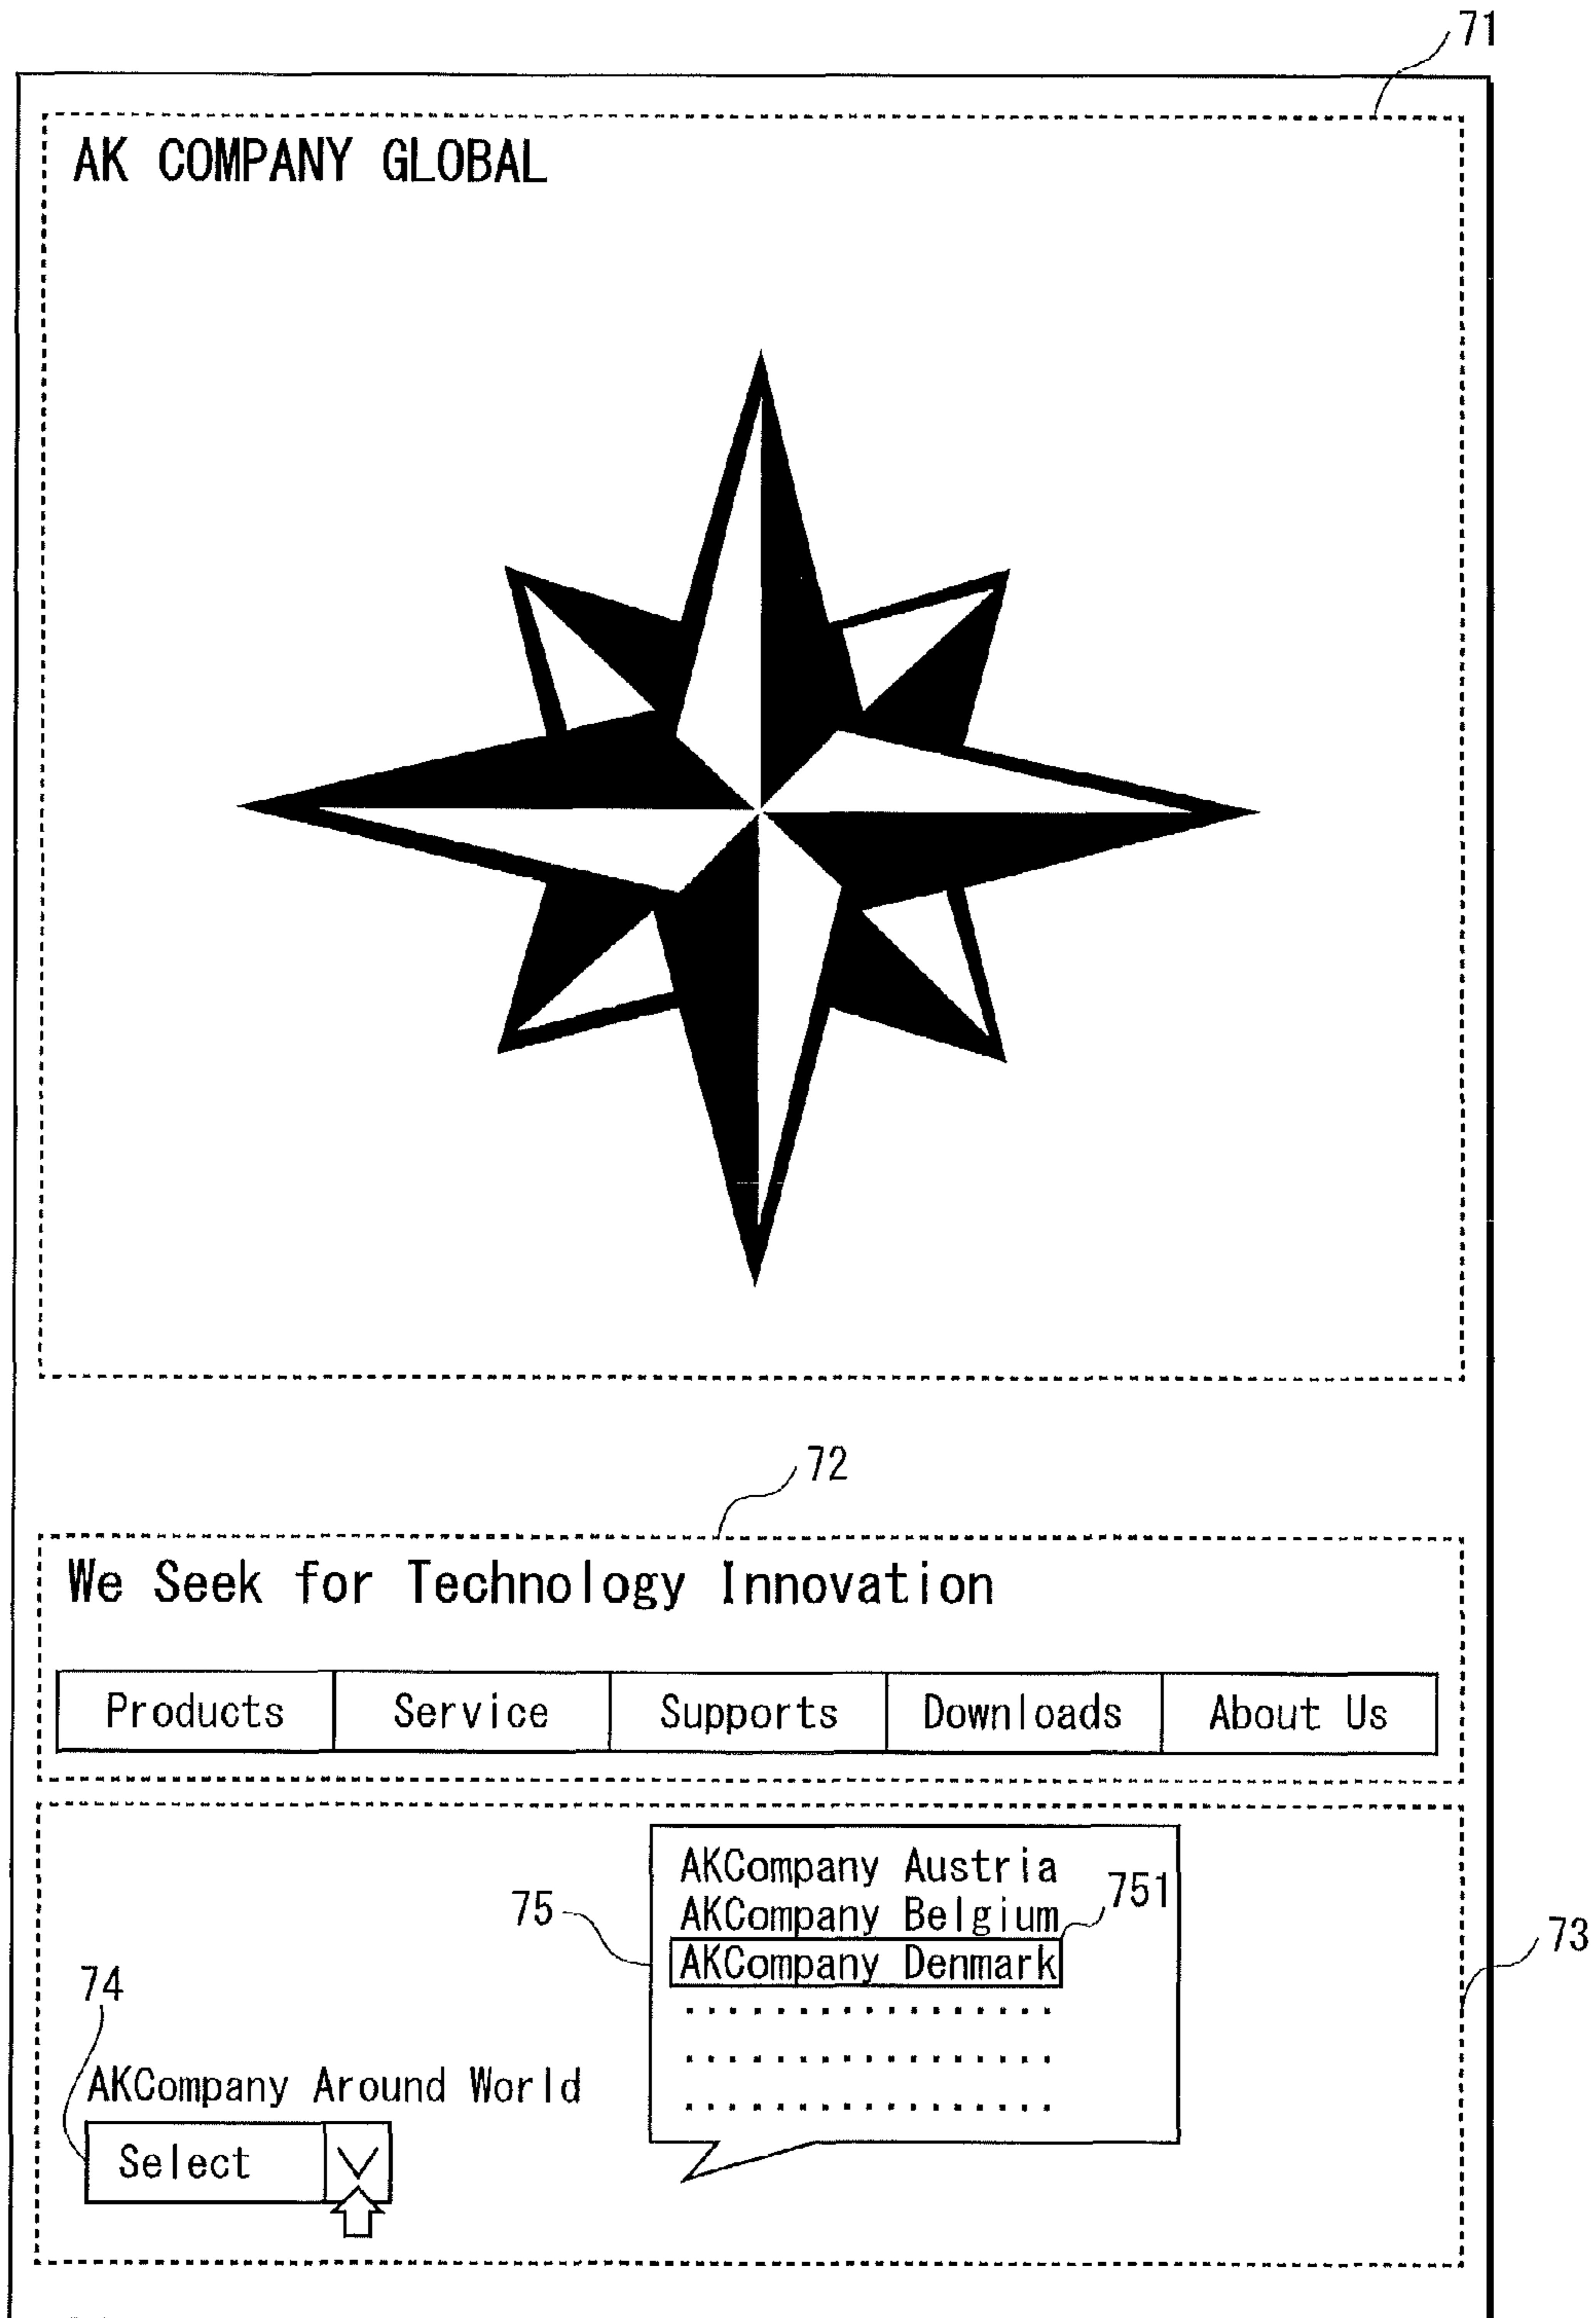 71
AK COMPANY GLOBAL
72
We Seek for Technology Innovation
Products Service Supports Downloads About Us
AKCompany Austria
75 AKCompany Belgium 751
AKCompany Denmark 73
74
AKCompany Around World
Select